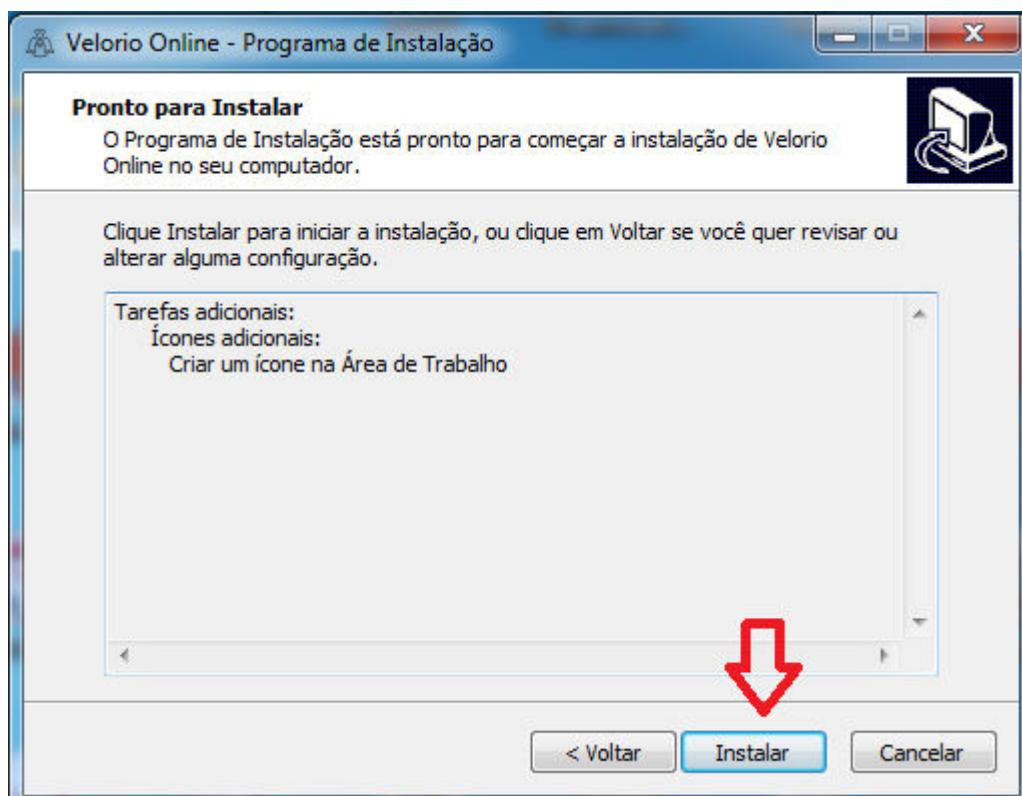 Velorio Online - Programa de Instalação
Pronto para Instalar
O Programa de Instalação está pronto para começar a instalação de Velorio
Online no seu computador.
Clique Instalar para iniciar a instalação, ou clique em Voltar se você quer revisar ou
alterar alguma configuração.
Tarefas adicionais:
Ícones adicionais:
Criar um ícone na Área de Trabalho
< Voltar
Instalar
Cancelar